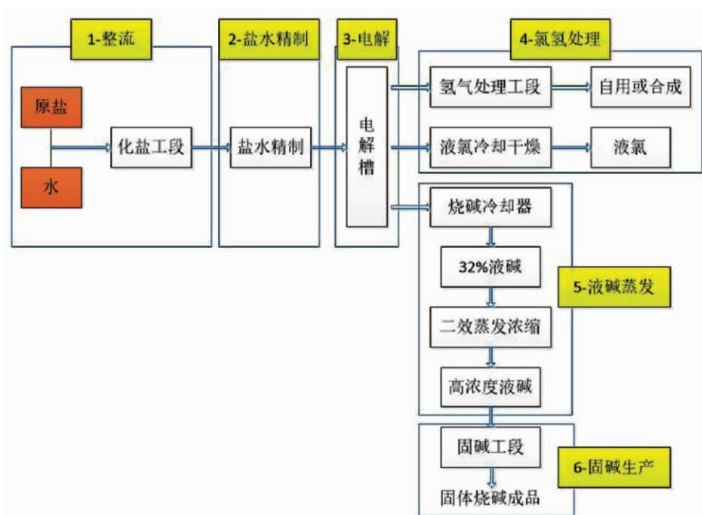 1-整流
2-盐水精制
3-电解
4-氯氢处理
原盐
水
化盐工段
盐水精制
电解槽
氢气处理工段
自用或合成
液氯冷却干燥
液氯
烧碱冷却器
32%液碱
二效蒸发浓缩
高浓度液碱
5-液碱蒸发
固碱工段
固体烧碱成品
6-固碱生产